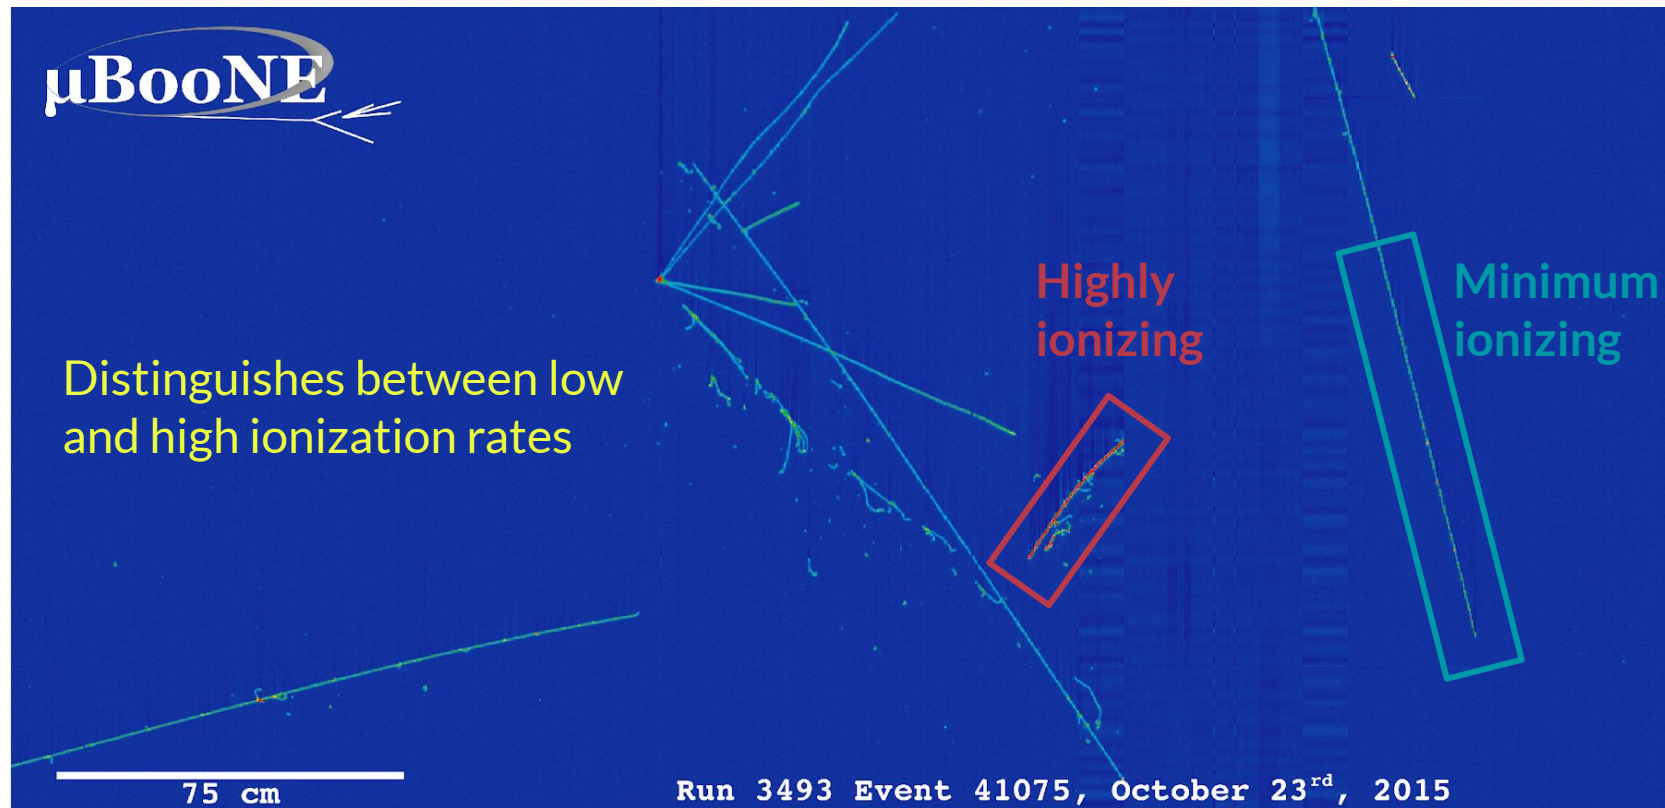 µBooNE
Highly
ionizing
Minimum
ionizing
Distinguishes between low
and high ionization rates
75 cm
Run 3493 Event 41075, October 23rd, 2015